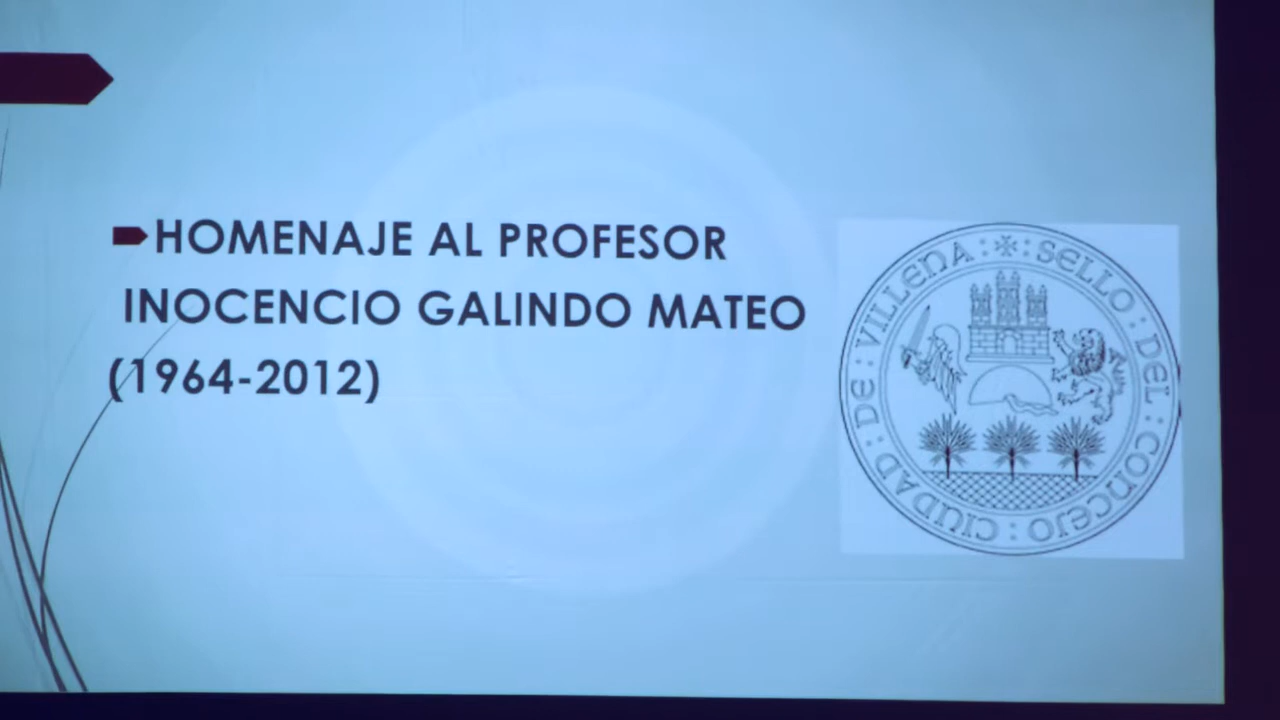 HOMENAJE AL PROFESOR
INOCENCIO GALINDO MATEO
(1964-2012)
SELLO : DEL : CONCEJO : CIUDAD : DE : VILLENA